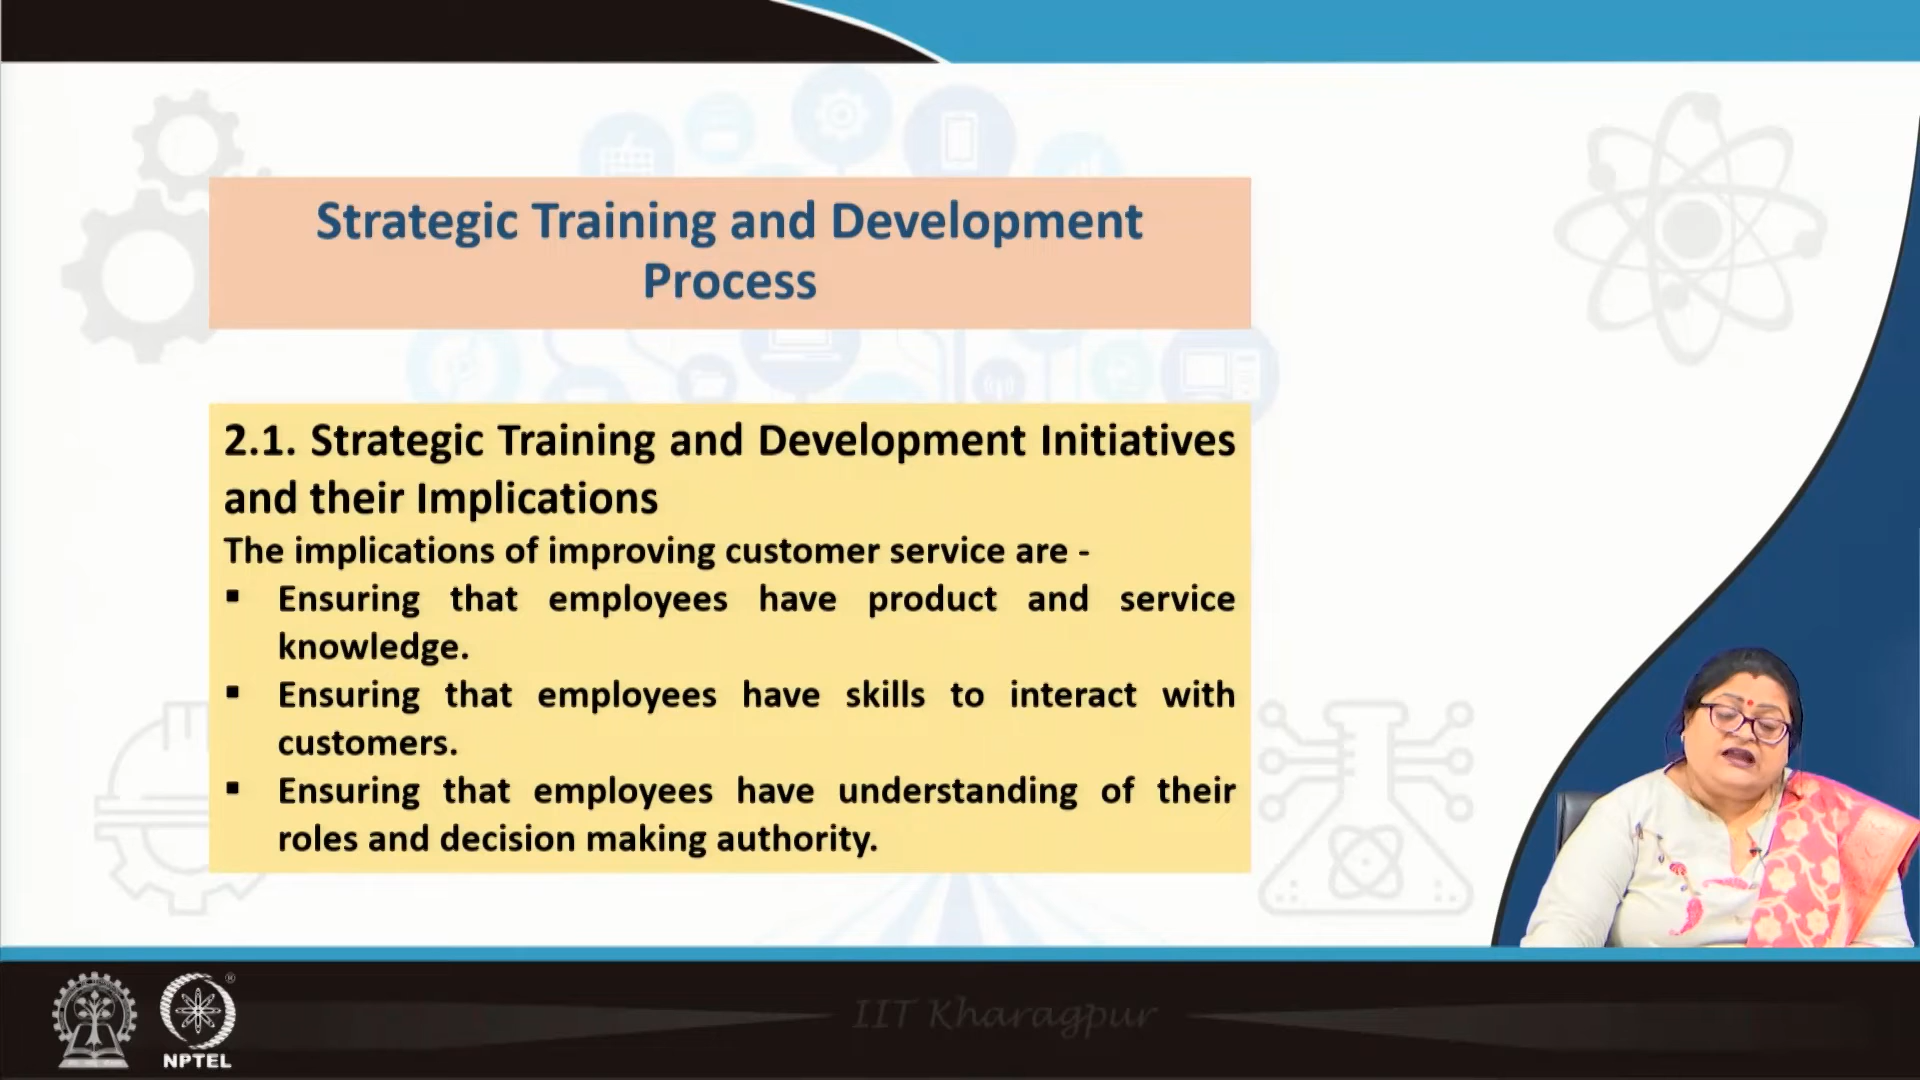 Strategic Training and Development
Process
2.1. Strategic Training and Development Initiatives
and their Implications
The implications of improving customer service are -
▪ Ensuring that employees have product and service
knowledge.
▪ Ensuring that employees have skills to interact with
customers.
▪ Ensuring that employees have understanding of their
roles and decision making authority.
IIT Kharagpur
®
NPTEL